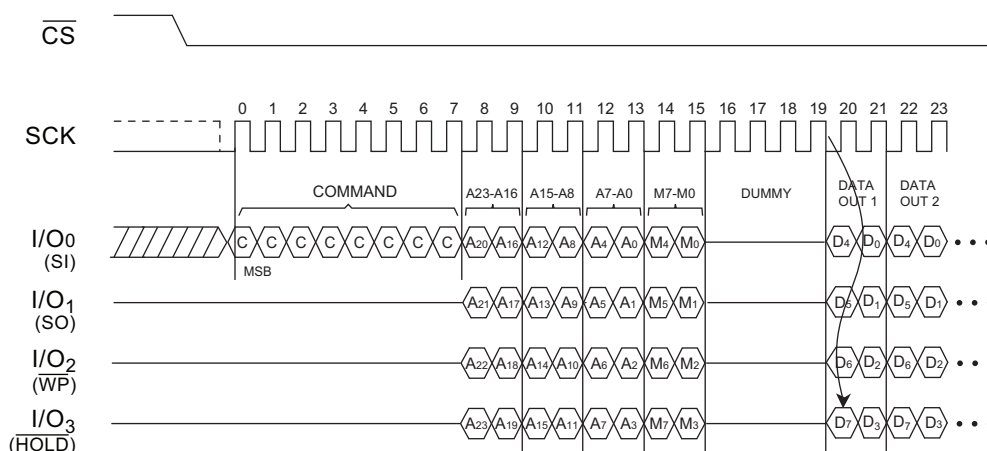 CS
0 1 2 3 4 5 6 7 8 9 10 11 12 13 14 15 16 17 18 19 20 21 22 23
SCK
COMMAND A23-A16 A15-A8 A7-A0 M7-M0 DUMMY DATA OUT 1 DATA OUT 2
I/O0 C C C C C C C C A20 A16 A12 A8 A4 A0 M4 M0 D4 D0 D4 D0 • • •
(SI)
MSB
I/O1 A21 A17 A13 A9 A5 A1 M5 M1 D5 D1 D5 D1 • •
(SO)
I/O2 A22 A18 A14 A10 A6 A2 M6 M2 D6 D2 D6 D2 • •
(WP)
I/O3 A23 A19 A15 A11 A7 A3 M7 M3 D7 D3 D7 D3 • •
(HOLD)